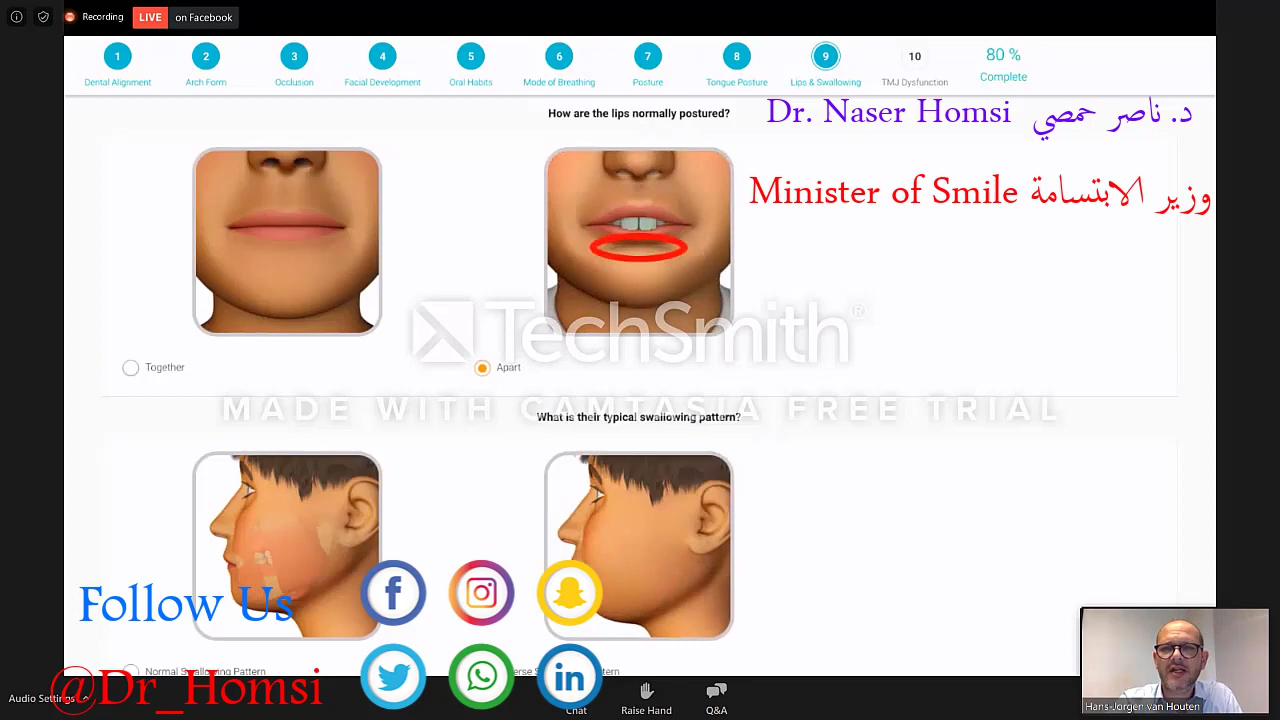 Recording
LIVE
on Facebook
1
2
3
4
5
6
7
8
9
10
80 %
Dental Alignment
Arch Form
Occlusion
Facial Development
Oral Habits
Mode of Breathing
Posture
Tongue Posture
Lips & Swallowing
TMJ Dysfunction
Complete
How are the lips normally postured?
Dr. Naser Homsi د. ناصر حمصي
Minister of Smile وزير الابتسامة
TechSmith®
Together
Apart
MADE WITH CAMTASIA FREE TRIAL
What is their typical swallowing pattern?
Follow Us
Normal Swallowing Pattern
@Dr_Homsi
Audio Settings
Chat
Raise Hand
Q&A
Hans-Jorgen van Houten